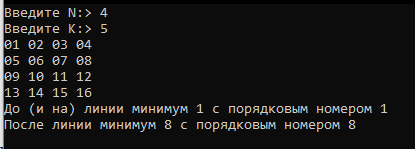 Введите N:> 4
Введите K:> 5
01 02 03 04
05 06 07 08
09 10 11 12
13 14 15 16
До (и на) линии минимум 1 с порядковым номером 1
После линии минимум 8 с порядковым номером 8